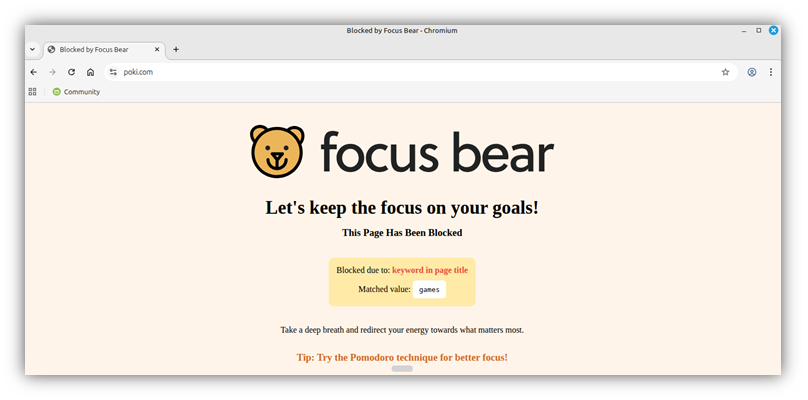 Blocked by Focus Bear - Chromium
Blocked by Focus Bear
poki.com
Community
focus bear
Let's keep the focus on your goals!
This Page Has Been Blocked
Blocked due to: keyword in page title
Matched value: games
Take a deep breath and redirect your energy towards what matters most.
Tip: Try the Pomodoro technique for better focus!